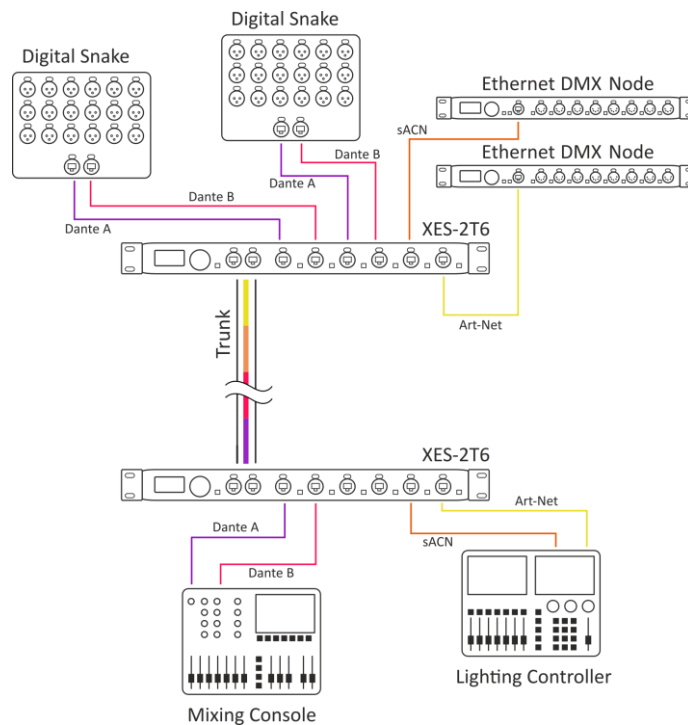 Digital Snake
Digital Snake
Ethernet DMX Node
sACN
Ethernet DMX Node
Dante B
Dante A
Dante B
Dante A
XES-2T6
Art-Net
Trunk
XES-2T6
Art-Net
Dante A
sACN
Dante B
Lighting Controller
Mixing Console